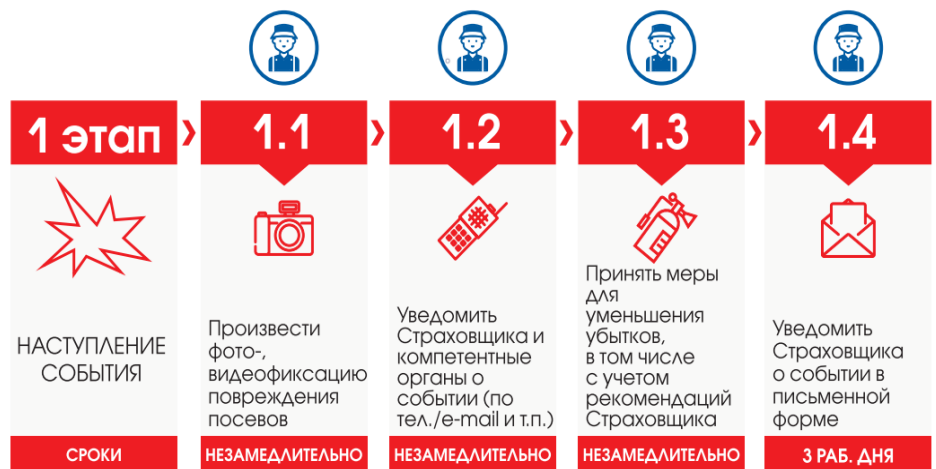 1 этап
1.1
1.2
1.3
1.4
НАСТУПЛЕНИЕ
СОБЫТИЯ
Произвести
фото-,
видеофиксацию
повреждения
посевов
Уведомить
Страховщика и
компетентные
органы о
событии (по
тел./e-mail и т.п.)
Принять меры
для
уменьшения
убытков,
в том числе
с учетом
рекомендаций
Страховщика
Уведомить
Страховщика
о событии в
письменной
форме
СРОКИ
НЕЗАМЕДЛИТЕЛЬНО
НЕЗАМЕДЛИТЕЛЬНО
НЕЗАМЕДЛИТЕЛЬНО
3 РАБ. ДНЯ